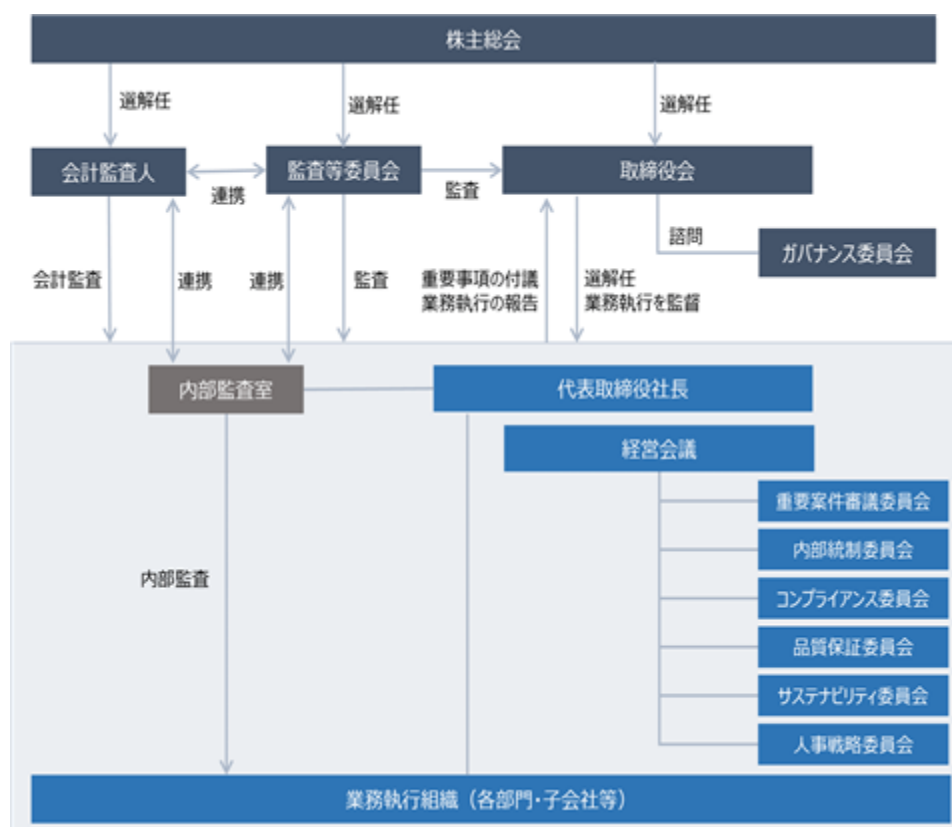 株主総会
選解任
選解任
選解任
会計監査人
監査等委員会
取締役会
連携
監査
諮問
ガバナンス委員会
会計監査
連携
連携
監査
重要事項の付議
業務執行の報告
選解任
業務執行を監督
内部監査室
代表取締役社長
経営会議
重要案件審議委員会
内部統制委員会
コンプライアンス委員会
内部監査
品質保証委員会
サステナビリティ委員会
人事戦略委員会
業務執行組織（各部門・子会社等）